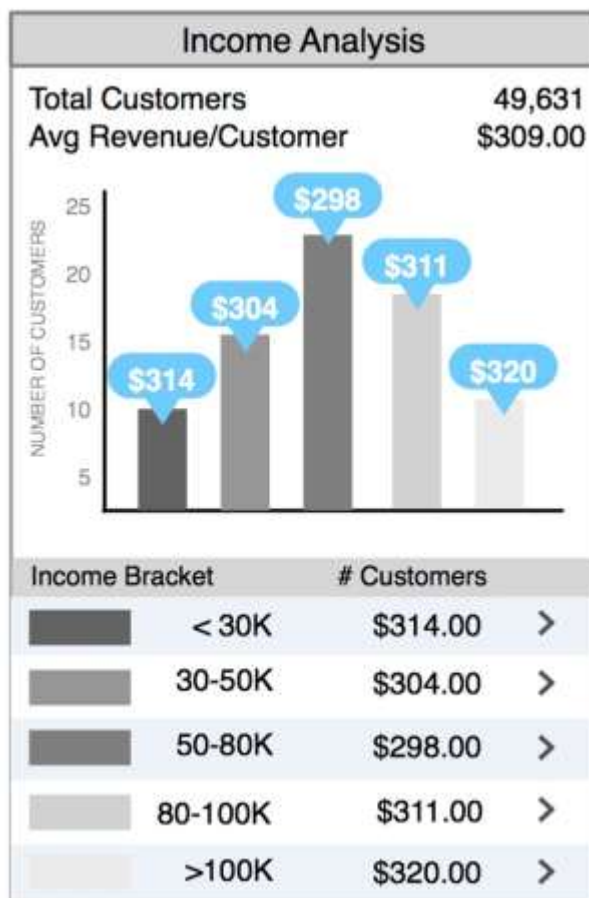 Income Analysis
Total Customers 49,631
Avg Revenue/Customer $309.00
NUMBER OF CUSTOMERS
25
20
15
10
5
$314
$304
$298
$311
$320
Income Bracket # Customers
< 30K $314.00 >
30-50K $304.00 >
50-80K $298.00 >
80-100K $311.00 >
>100K $320.00 >